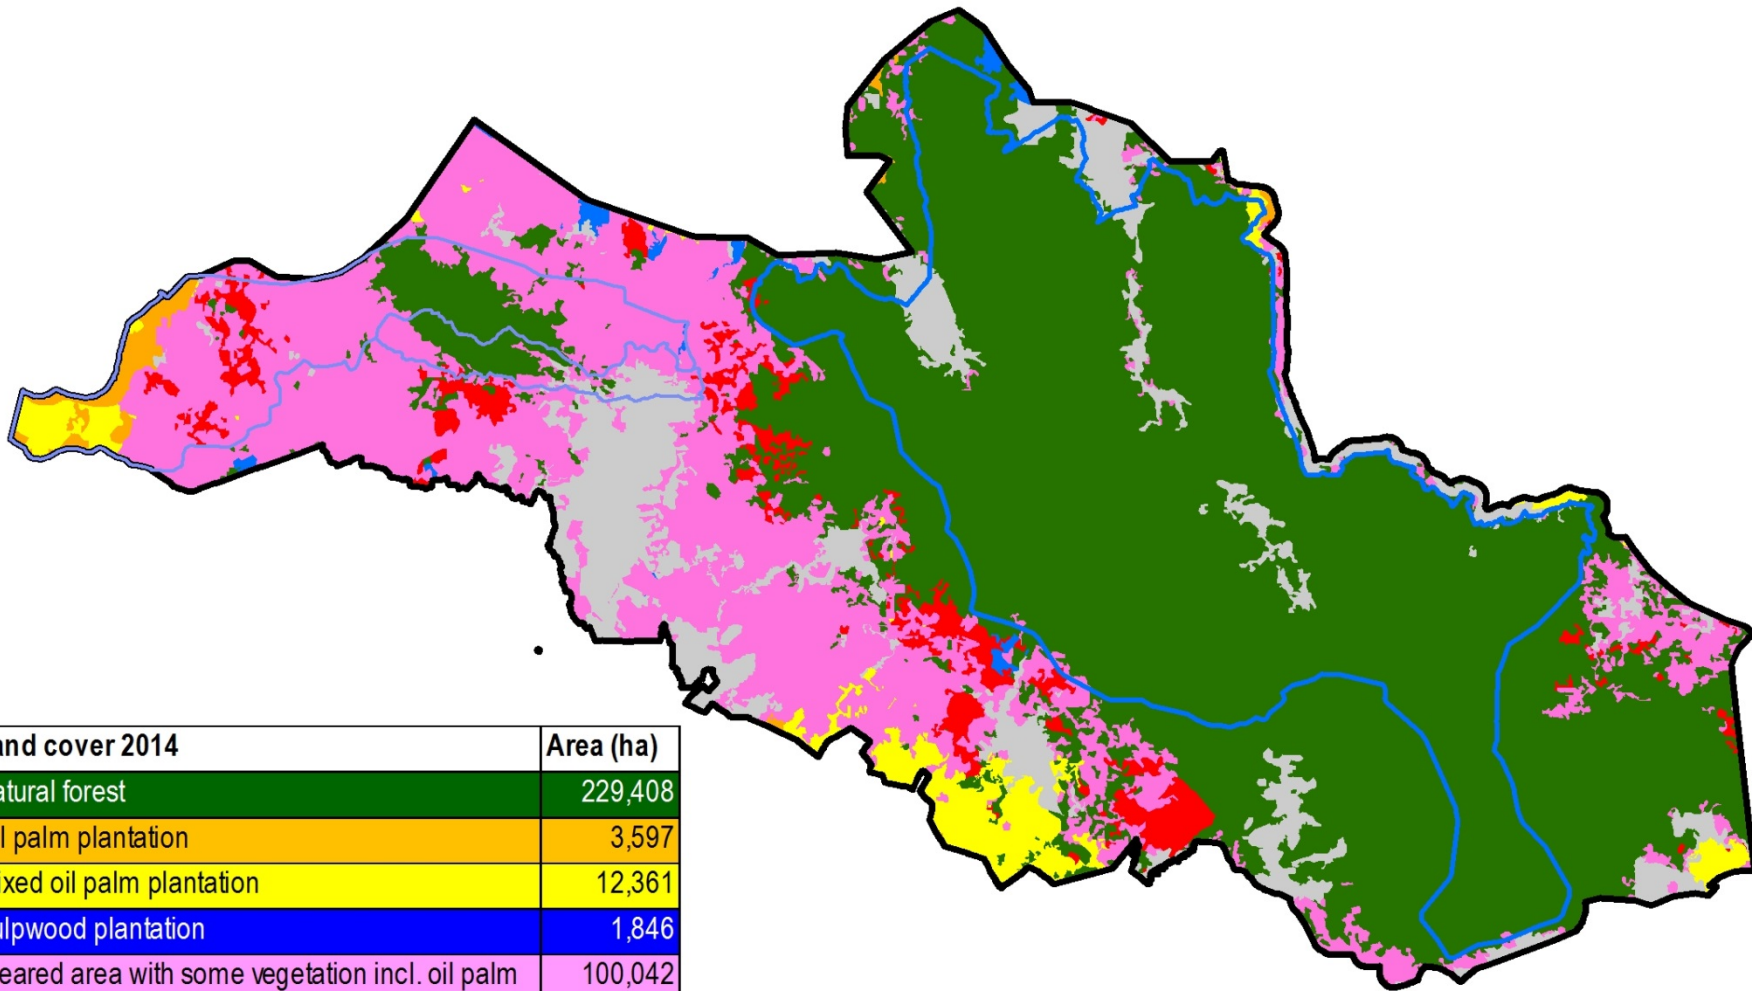 and cover 2014 Area (ha)
atural forest 229,408
l palm plantation 3,597
ixed oil palm plantation 12,361
ulpwood plantation 1,846
eared area with some vegetation incl. oil palm 100,042